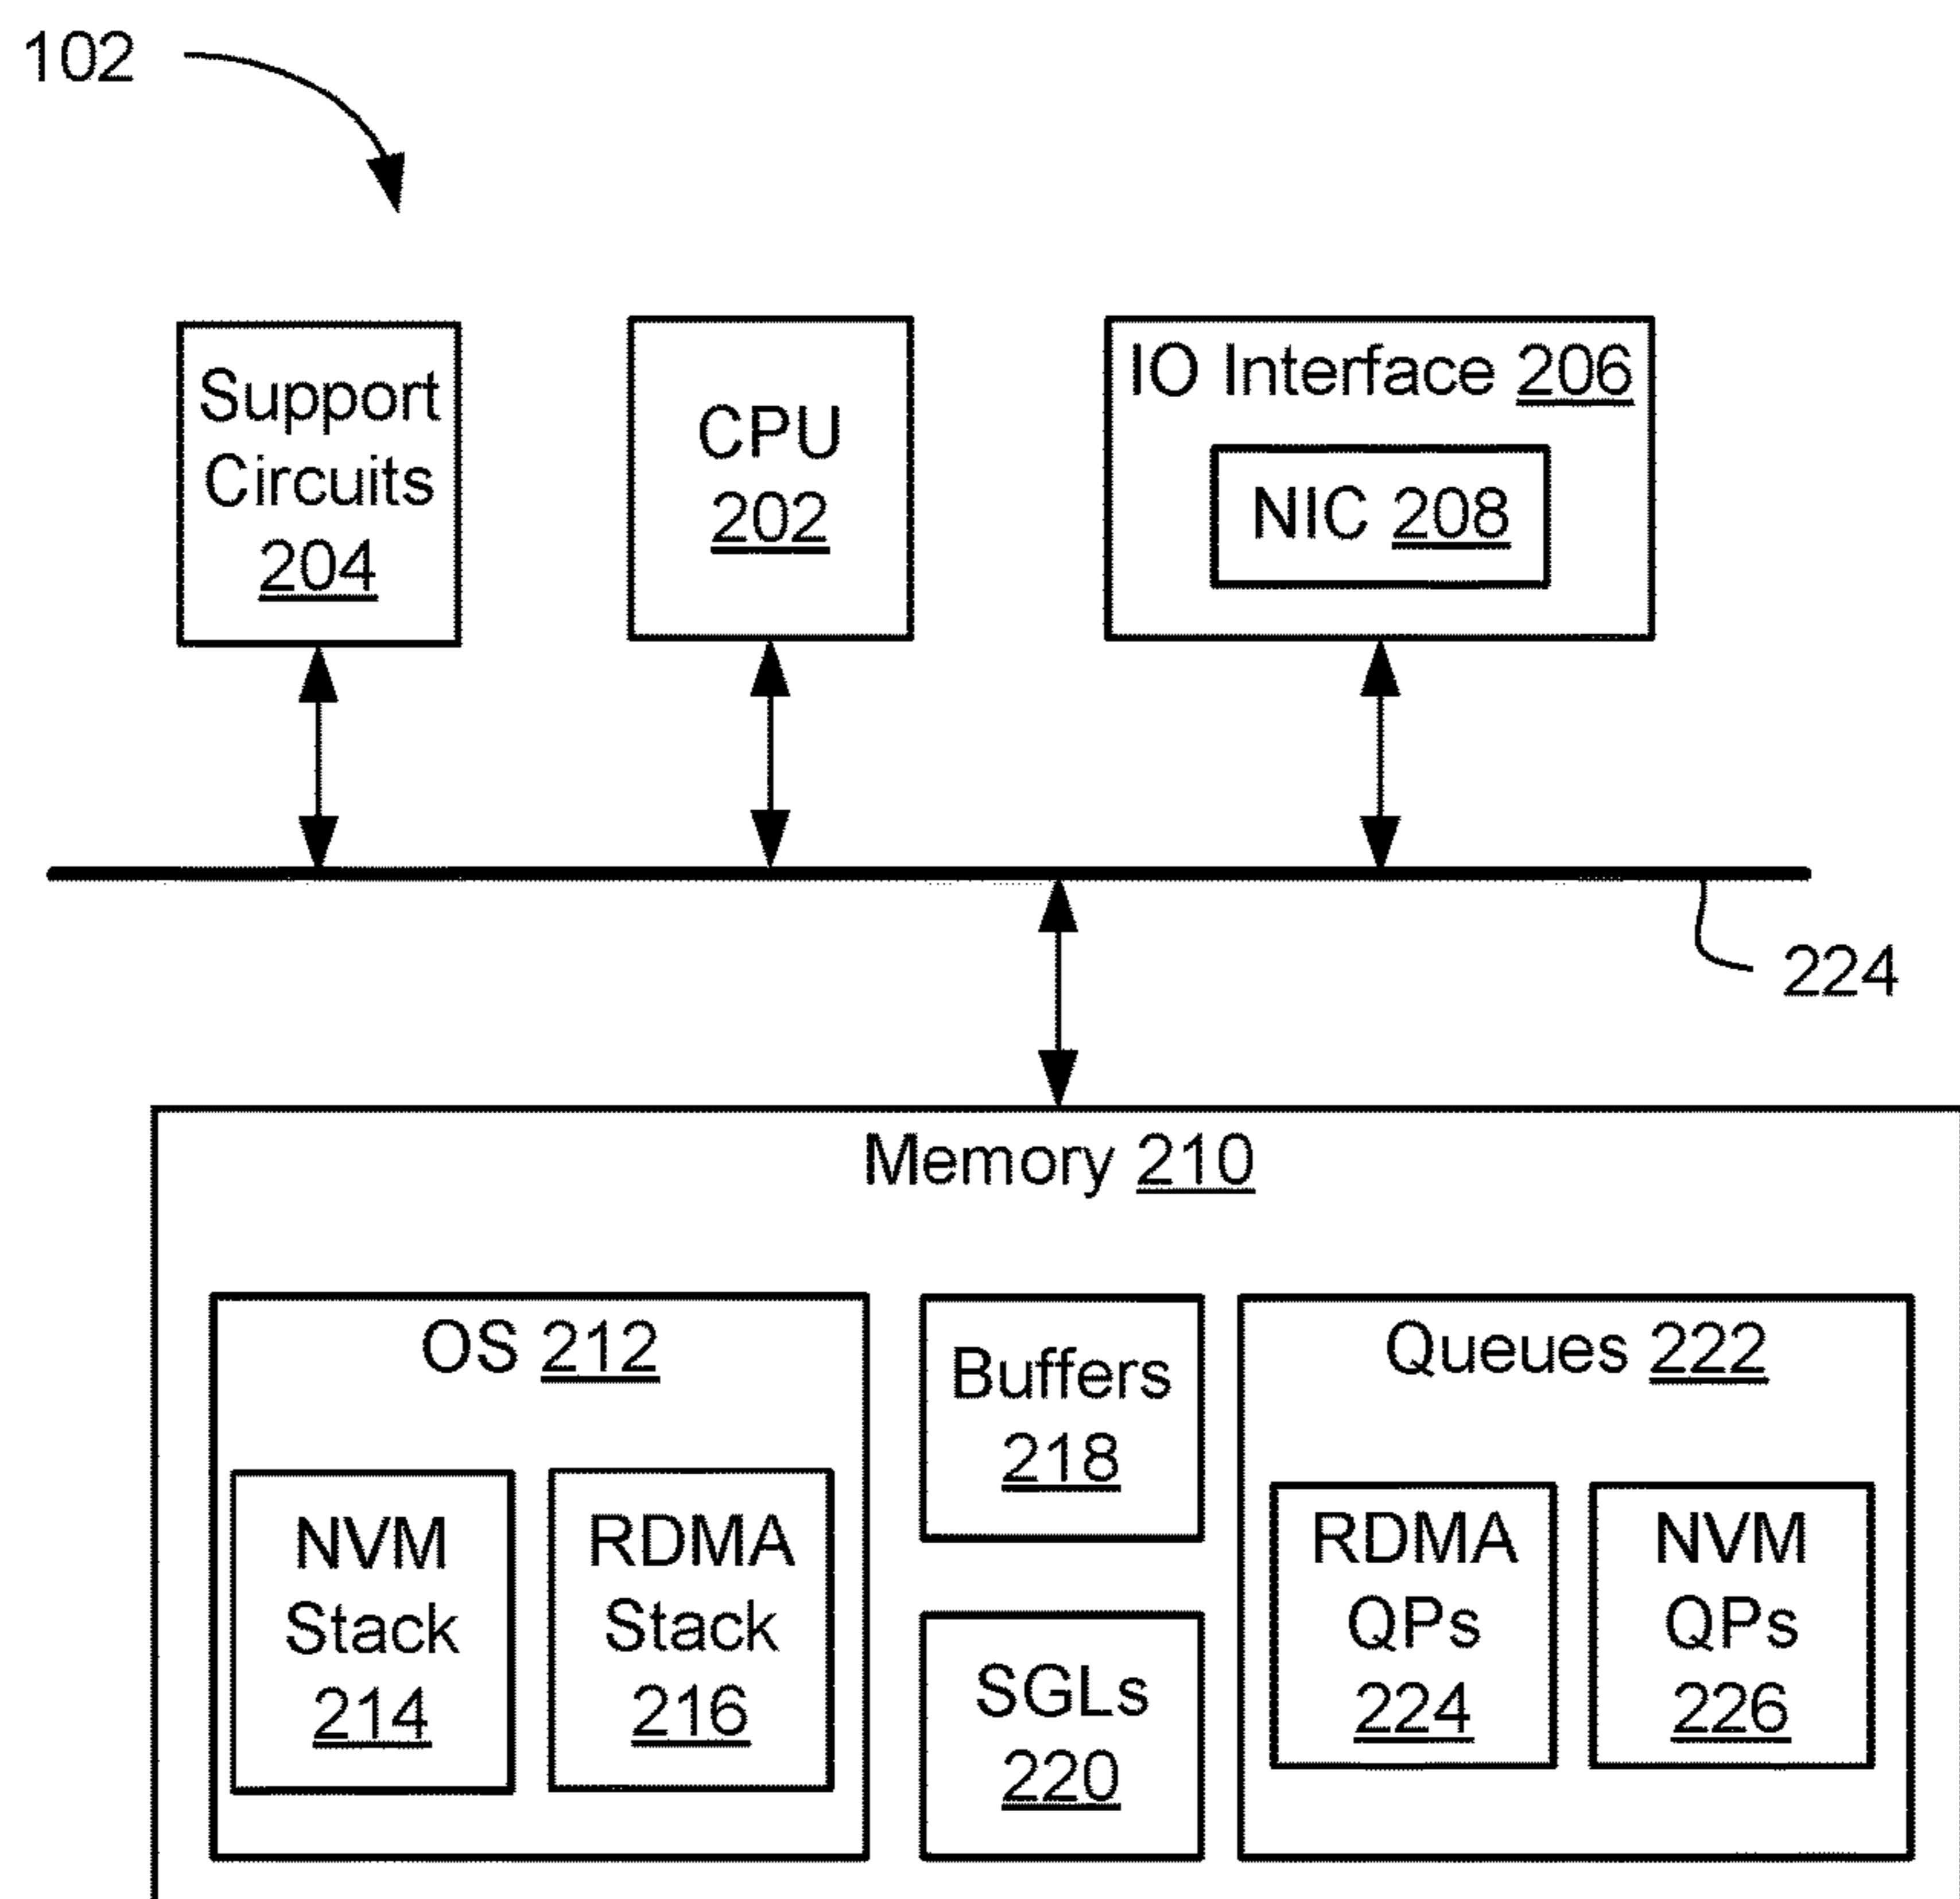 102
Support
Circuits
204
CPU
202
IO Interface 206
NIC 208
224
Memory 210
OS 212
NVM
Stack
214
RDMA
Stack
216
Buffers
218
SGLs
220
Queues 222
RDMA
QPs
224
NVM
QPs
226